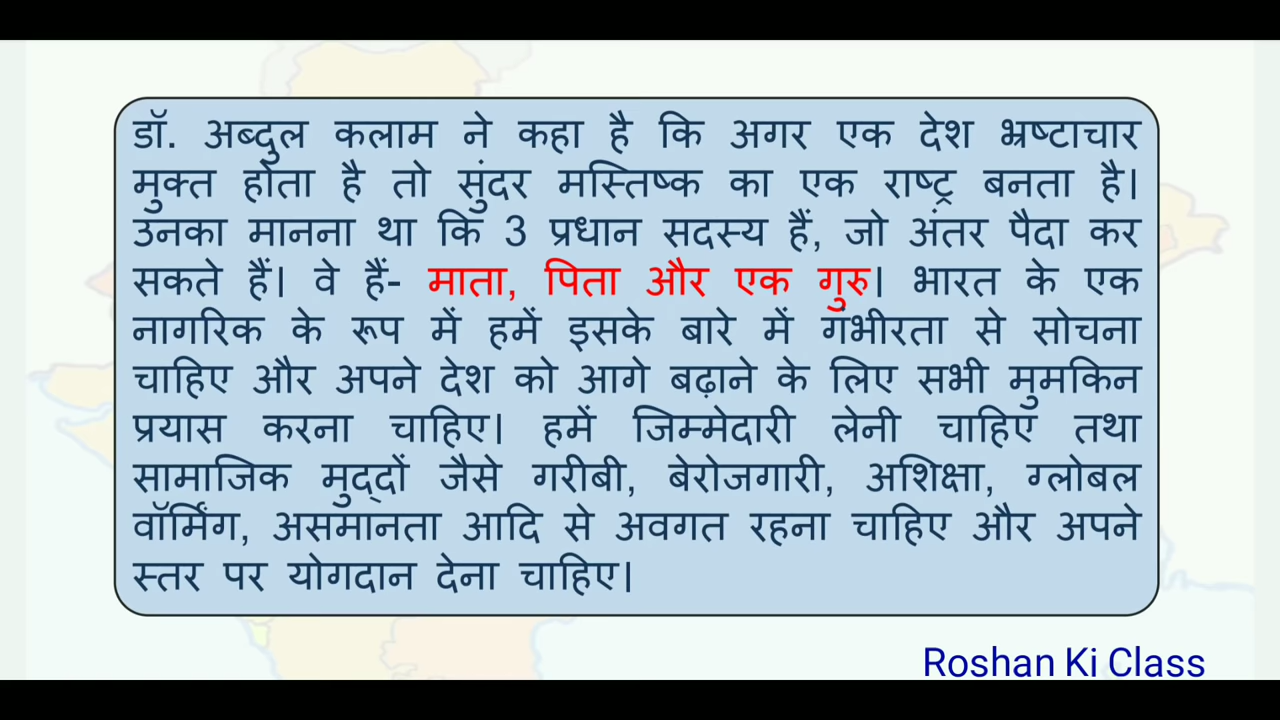 डॉ. अब्दुल कलाम ने कहा है कि अगर एक देश भ्रष्टाचार
मुक्त होता है तो सुंदर मस्तिष्क का एक राष्ट्र बनता है।
उनका मानना था कि 3 प्रधान सदस्य हैं, जो अंतर पैदा कर
सकते हैं। वे हैं- माता, पिता और एक गुरु। भारत के एक
नागरिक के रूप में हमें इसके बारे में गंभीरता से सोचना
चाहिए और अपने देश को आगे बढ़ाने के लिए सभी मुमकिन
प्रयास करना चाहिए। हमें जिम्मेदारी लेनी चाहिए तथा
सामाजिक मुद्‌दों जैसे गरीबी, बेरोजगारी, अशिक्षा, ग्लोबल
वॉर्मिंग, असमानता आदि से अवगत रहना चाहिए और अपने
स्तर पर योगदान देना चाहिए।
Roshan Ki Class